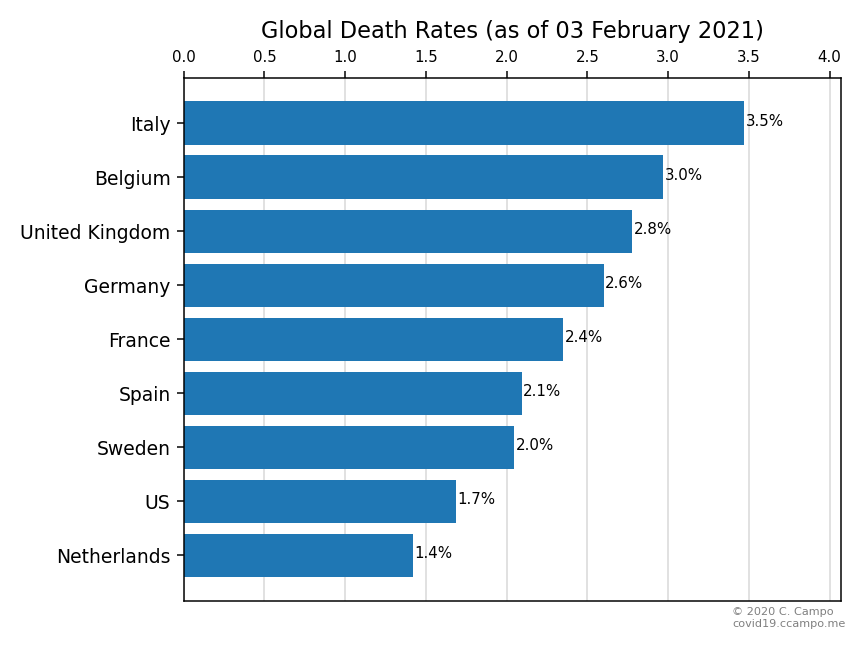 Global Death Rates (as of 03 February 2021)
0.0 0.5 1.0 1.5 2.0 2.5 3.0 3.5 4.0
Italy 3.5%
Belgium 3.0%
United Kingdom 2.8%
Germany 2.6%
France 2.4%
Spain 2.1%
Sweden 2.0%
US 1.7%
Netherlands 1.4%
© 2020 C. Campo
covid19.ccampo.me